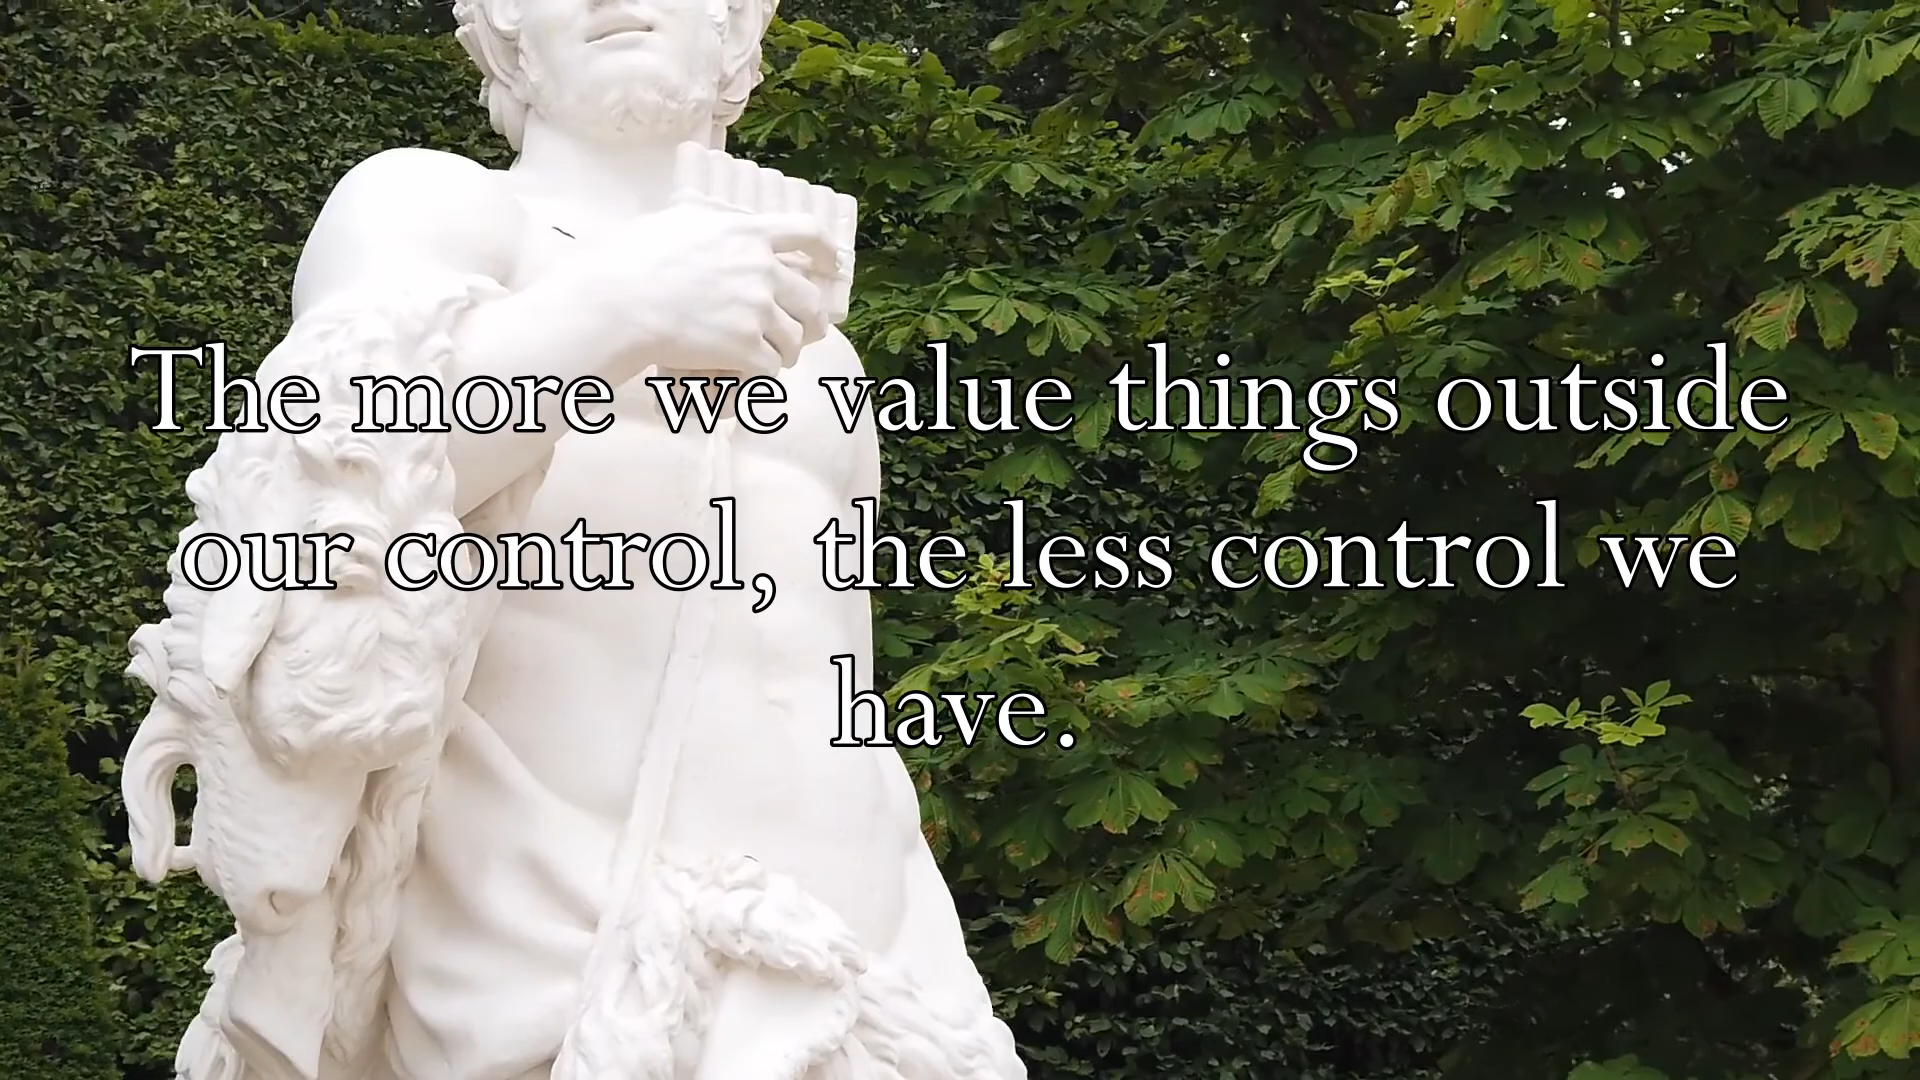 The more we value things outside
our control, the less control we
have.